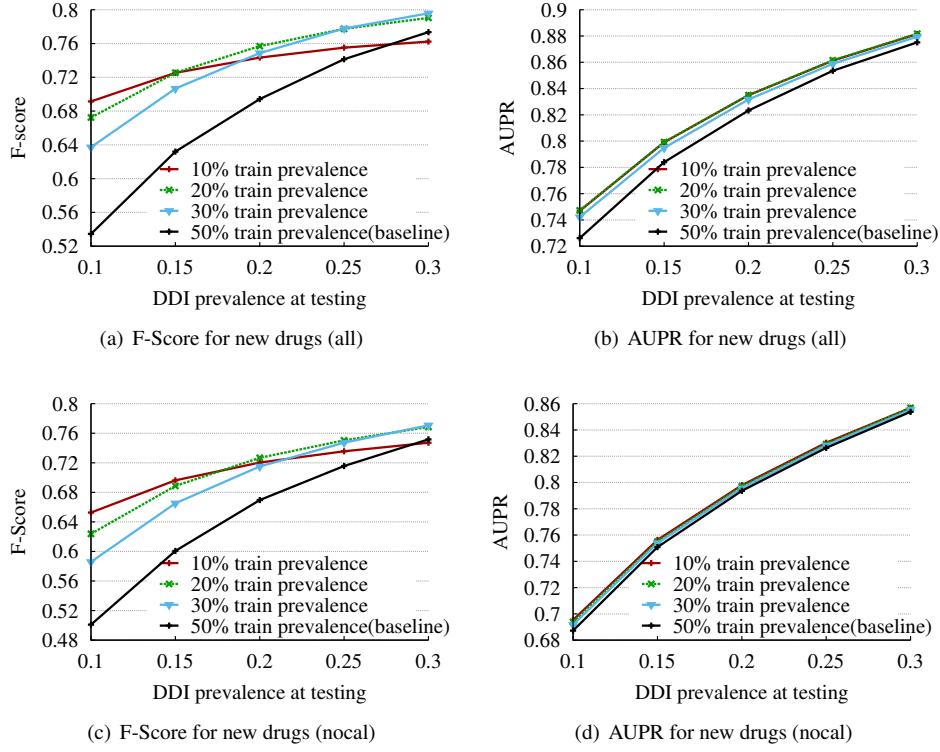 0.8
0.76
0.72
0.68
0.64
0.6
0.56
0.52
F-score
10% train prevalence
20% train prevalence
30% train prevalence
50% train prevalence(baseline)
0.1 0.15 0.2 0.25 0.3
DDI prevalence at testing
(a) F-Score for new drugs (all)
0.9
0.88
0.86
0.84
0.82
0.8
0.78
0.76
0.74
0.72
AUPR
10% train prevalence
20% train prevalence
30% train prevalence
50% train prevalence(baseline)
0.1 0.15 0.2 0.25 0.3
DDI prevalence at testing
(b) AUPR for new drugs (all)
0.8
0.76
0.72
0.68
0.64
0.6
0.56
0.52
0.48
F-Score
10% train prevalence
20% train prevalence
30% train prevalence
50% train prevalence(baseline)
0.1 0.15 0.2 0.25 0.3
DDI prevalence at testing
(c) F-Score for new drugs (nocal)
0.86
0.84
0.82
0.8
0.78
0.76
0.74
0.72
0.7
0.68
AUPR
10% train prevalence
20% train prevalence
30% train prevalence
50% train prevalence(baseline)
0.1 0.15 0.2 0.25 0.3
DDI prevalence at testing
(d) AUPR for new drugs (nocal)